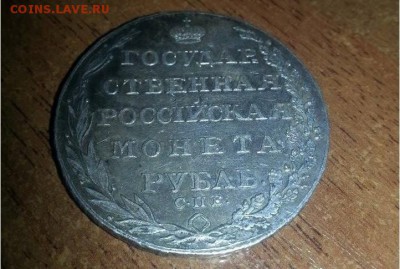 COINS.LAVE.RU
ГОСУДАР
СТВЕННАЯ
РОССІЙСКАЯ
МОНЕТА
РУБЛЬ
С.П.Б.